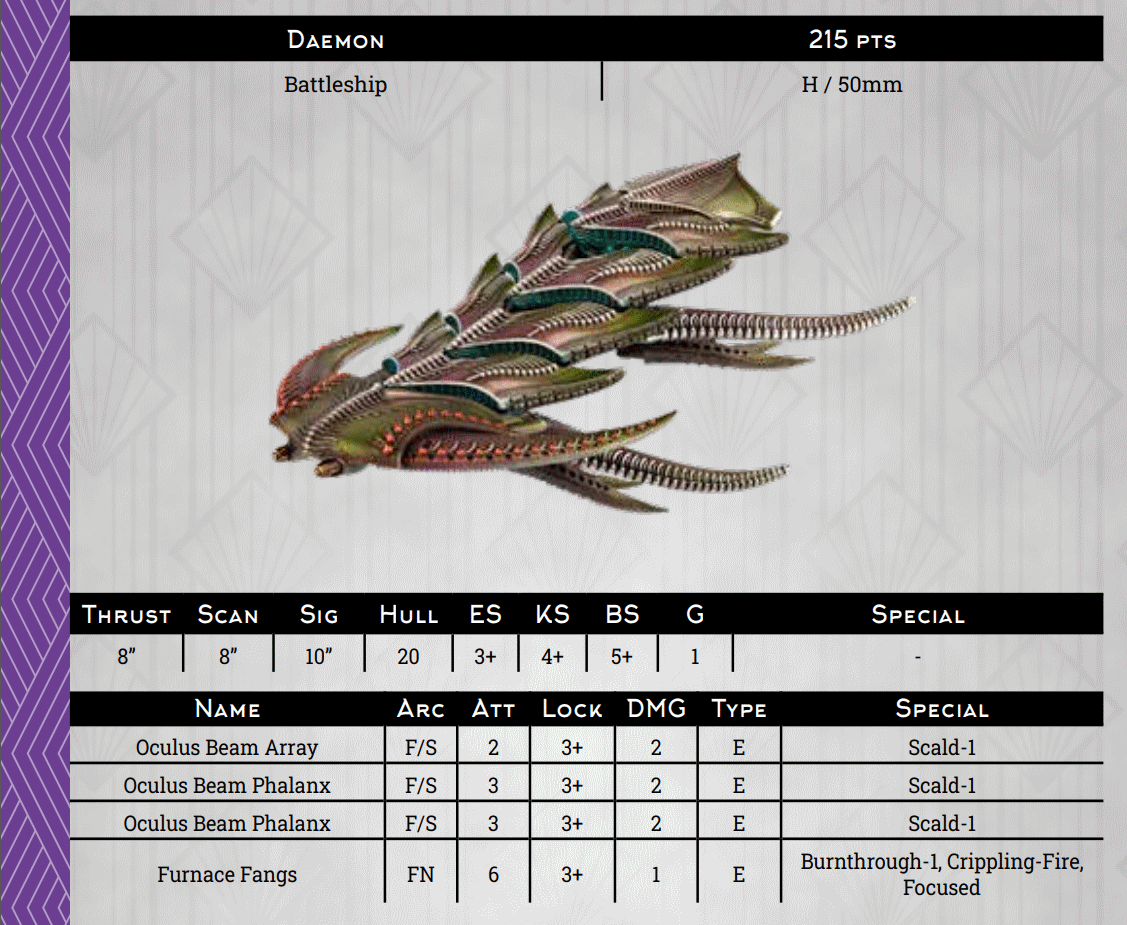 Daemon 215 pts
Battleship H / 50mm
Thrust Scan Sig Hull ES KS BS G Special
8” 8” 10” 20 3+ 4+ 5+ 1 -
Name Arc Att Lock DMG Type Special
Oculus Beam Array F/S 2 3+ 2 E Scald-1
Oculus Beam Phalanx F/S 3 3+ 2 E Scald-1
Oculus Beam Phalanx F/S 3 3+ 2 E Scald-1
Furnace Fangs FN 6 3+ 1 E Burnthrough-1, Crippling-Fire,
Focused